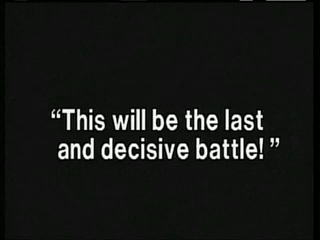 “This will be the last
and decisive battle! ”